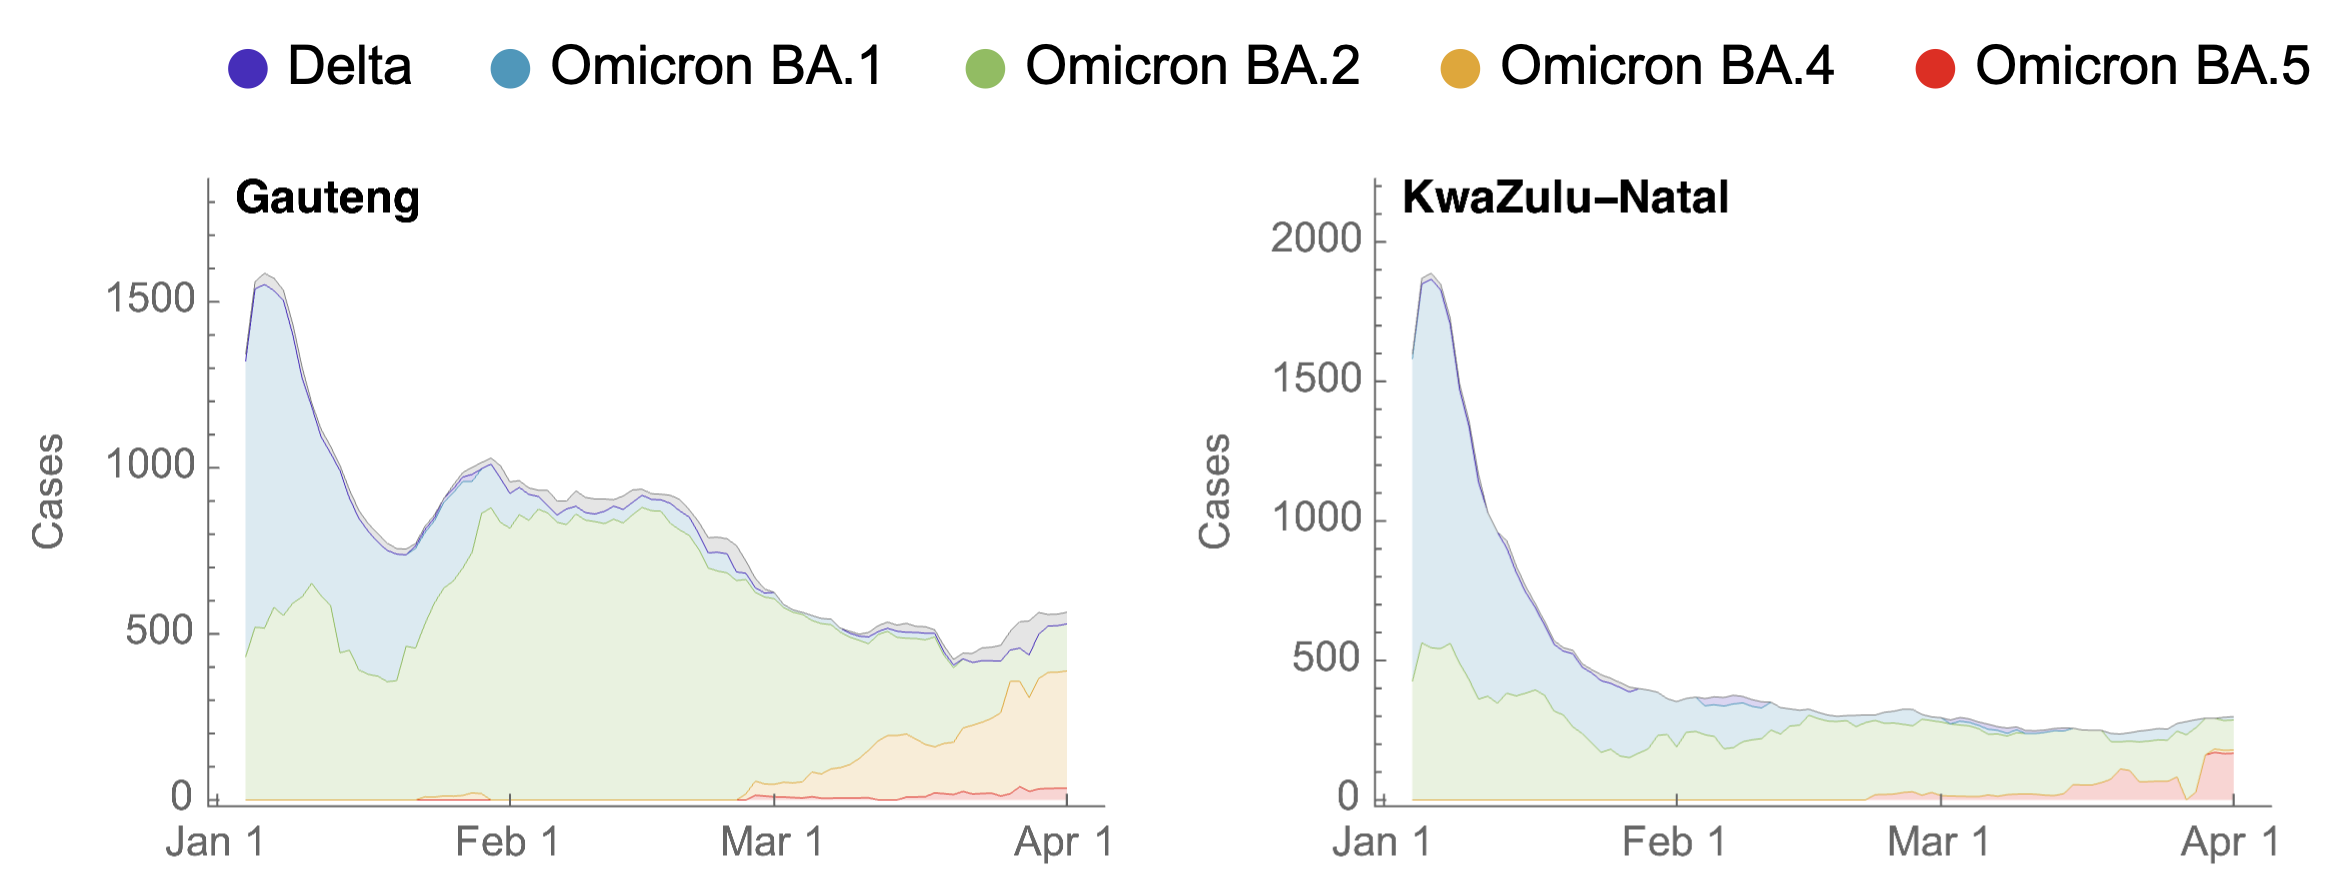 Delta Omicron BA.1 Omicron BA.2 Omicron BA.4 Omicron BA.5
Gauteng
Cases
1500
1000
500
0
Jan 1 Feb 1 Mar 1 Apr 1
KwaZulu–Natal
Cases
2000
1500
1000
500
0
Jan 1 Feb 1 Mar 1 Apr 1